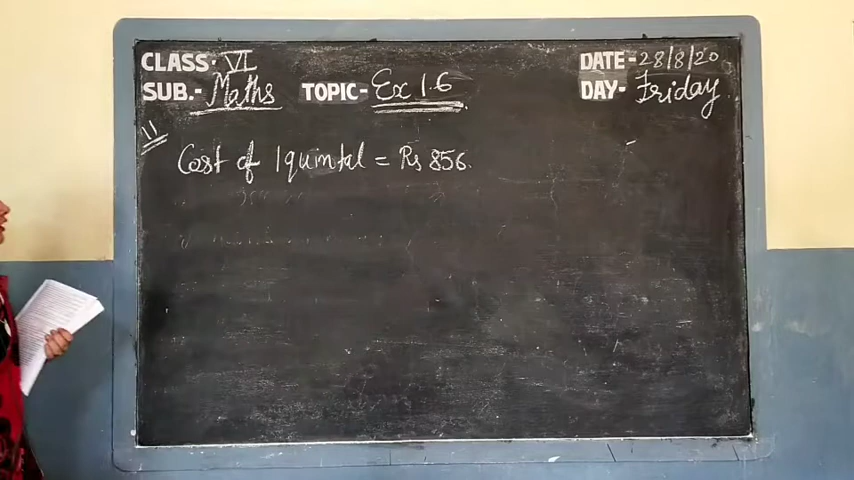 CLASS- VI
SUB.- Maths
TOPIC- Ex 1.6
DATE- 28/8/20
DAY- Friday
11
Cost of 1 quintal = Rs 856.